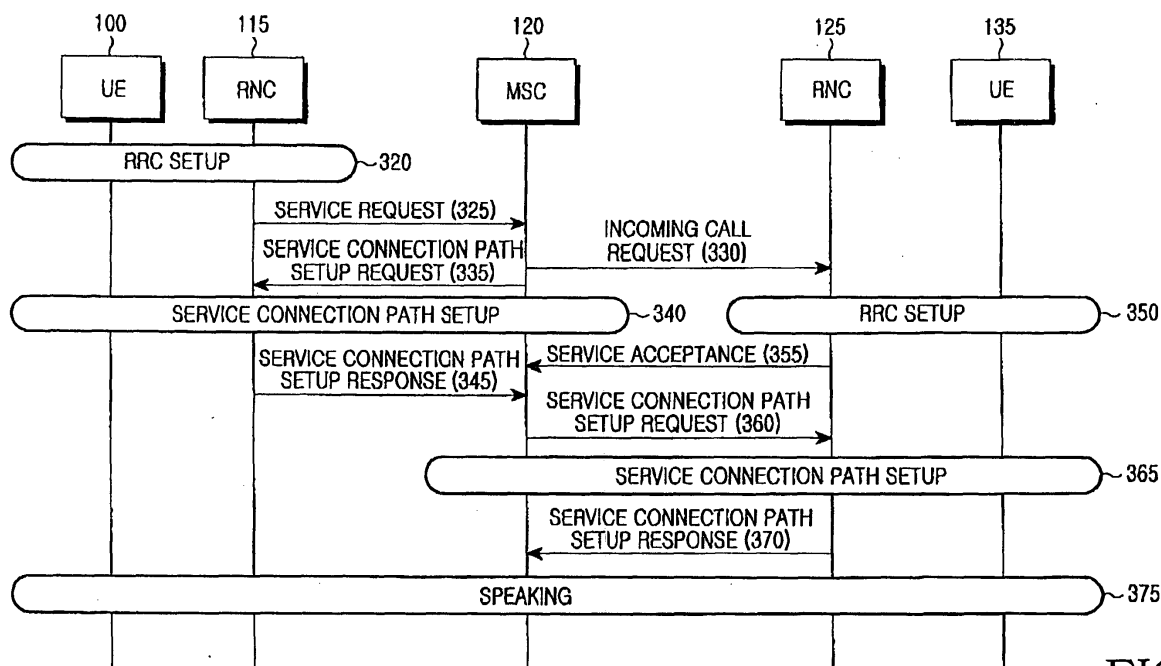 100
115
120
125
135
UE
RNC
MSC
RNC
UE
RRC SETUP
320
SERVICE REQUEST (325)
INCOMING CALL
REQUEST (330)
SERVICE CONNECTION PATH
SETUP REQUEST (335)
SERVICE CONNECTION PATH SETUP
340
RRC SETUP
350
SERVICE ACCEPTANCE (355)
SERVICE CONNECTION PATH
SETUP RESPONSE (345)
SERVICE CONNECTION PATH
SETUP REQUEST (360)
SERVICE CONNECTION PATH SETUP
365
SERVICE CONNECTION PATH
SETUP RESPONSE (370)
SPEAKING
375